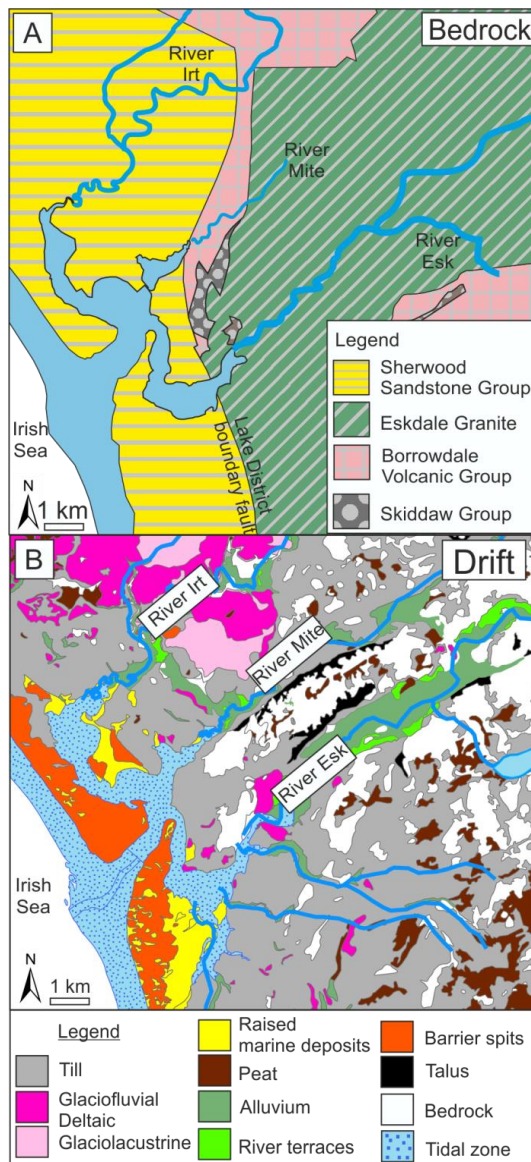 A
Bedrock
River
Irt
River
Mite
River
Esk
Irish
Sea
N
1 km
Lake District
boundary fault
Legend
Sherwood
Sandstone Group
Eskdale Granite
Borrowdale
Volcanic Group
Skiddaw Group
B
Drift
River Irt
River Mite
River Esk
Irish Sea
N
1 km
Legend
Till
Glaciofluvial
Deltaic
Glaciolacustrine
Raised
marine deposits
Peat
Alluvium
River terraces
Barrier spits
Talus
Bedrock
Tidal zone